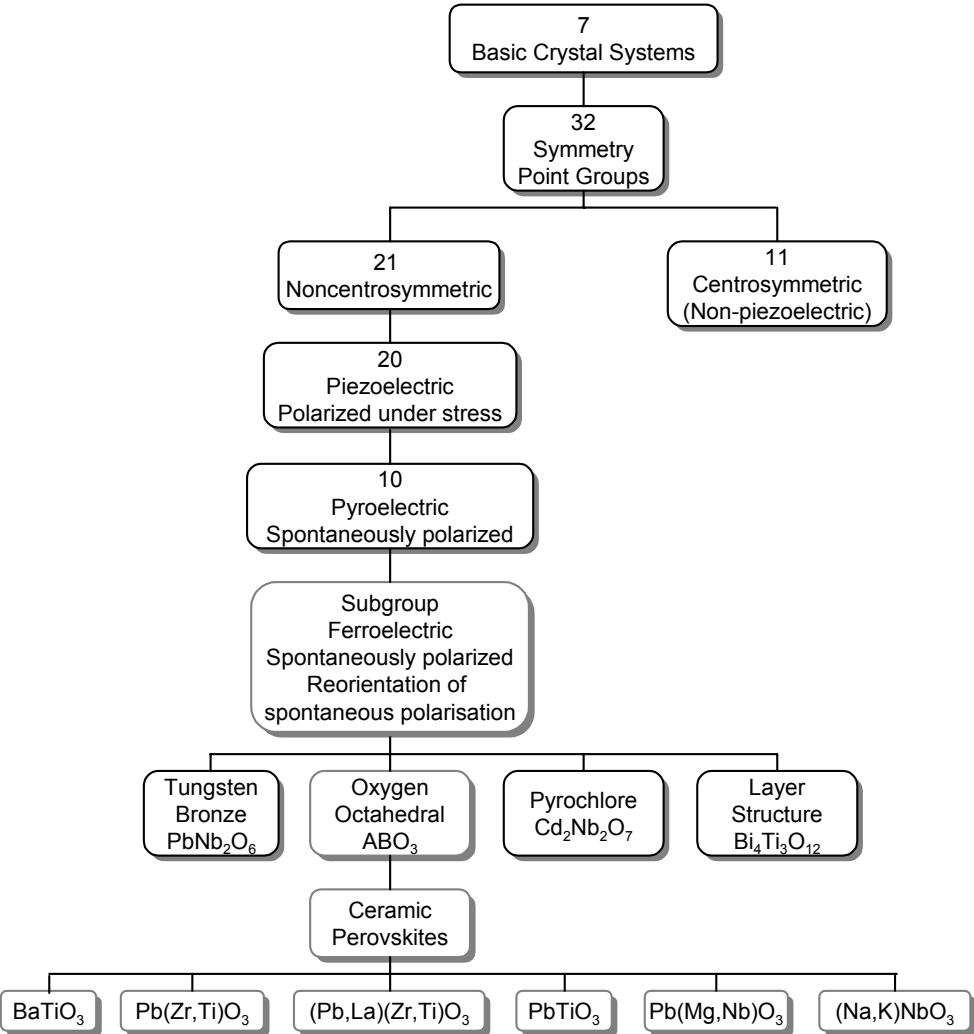 7
Basic Crystal Systems
32
Symmetry
Point Groups
21
Noncentrosymmetric
11
Centrosymmetric
(Non-piezoelectric)
20
Piezoelectric
Polarized under stress
10
Pyroelectric
Spontaneously polarized
Subgroup
Ferroelectric
Spontaneously polarized
Reorientation of
spontaneous polarisation
Tungsten
Bronze
PbNb₂O₆
Oxygen
Octahedral
ABO₃
Pyrochlore
Cd₂Nb₂O₇
Layer
Structure
Bi₄Ti₃O₁₂
Ceramic
Perovskites
BaTiO₃
Pb(Zr,Ti)O₃
(Pb,La)(Zr,Ti)O₃
PbTiO₃
Pb(Mg,Nb)O₃
(Na,K)NbO₃